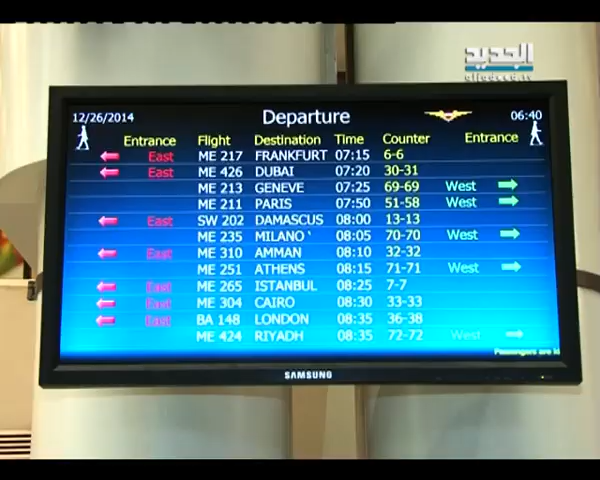 الجديد
aljadeed.tv
12/26/2014 Departure 06:40
Entrance Flight Destination Time Counter Entrance
East ME 217 FRANKFURT 07:15 6-6
East ME 426 DUBAI 07:20 30-31
ME 213 GENEVE 07:25 69-69 West
ME 211 PARIS 07:50 51-58 West
East SW 202 DAMASCUS 08:00 13-13
ME 235 MILANO` 08:05 70-70 West
East ME 310 AMMAN 08:10 32-32
ME 251 ATHENS 08:15 71-71 West
East ME 265 ISTANBUL 08:25 7-7
East ME 304 CAIRO 08:30 33-33
East BA 148 LONDON 08:35 36-38
ME 424 RIYADH 08:35 72-72 West
Passengers are
SAMSUNG